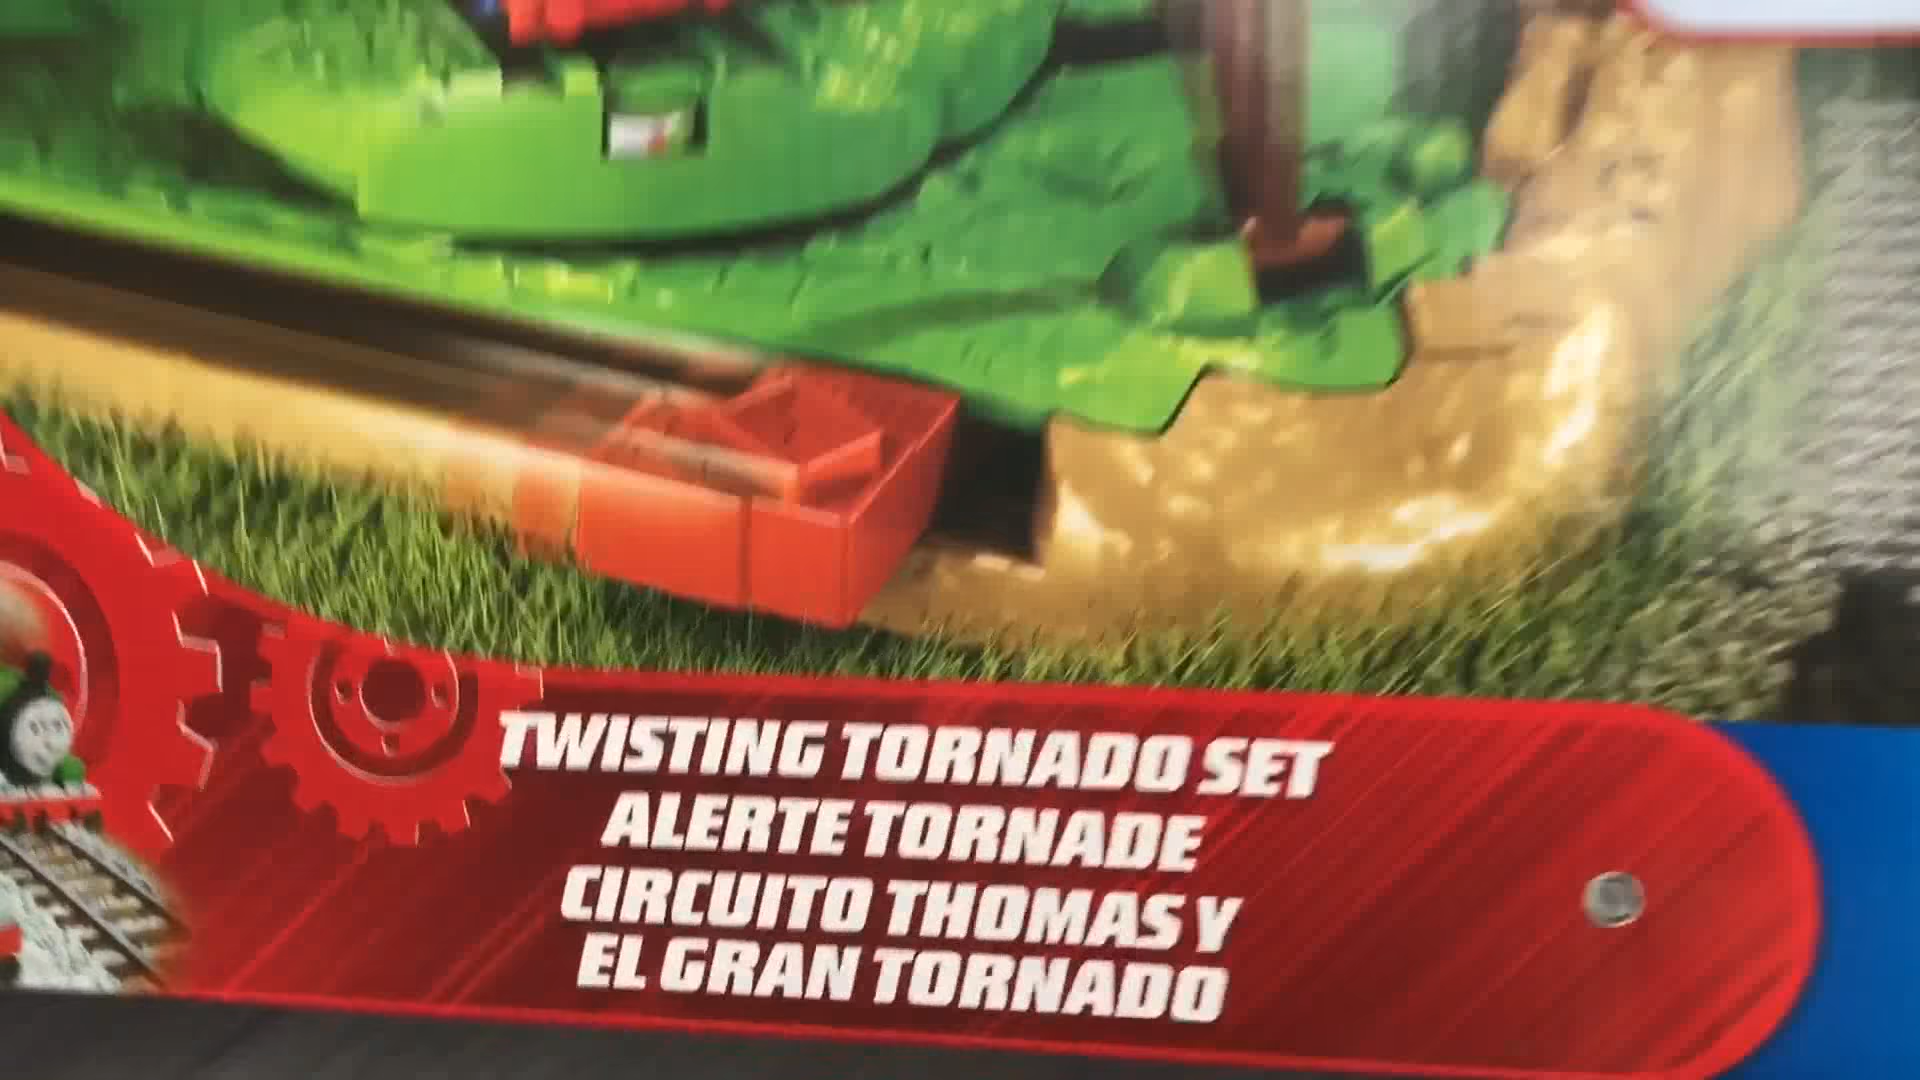 TWISTING TORNADO SET
ALERTE TORNADE
CIRCUITO THOMAS Y
EL GRAN TORNADO